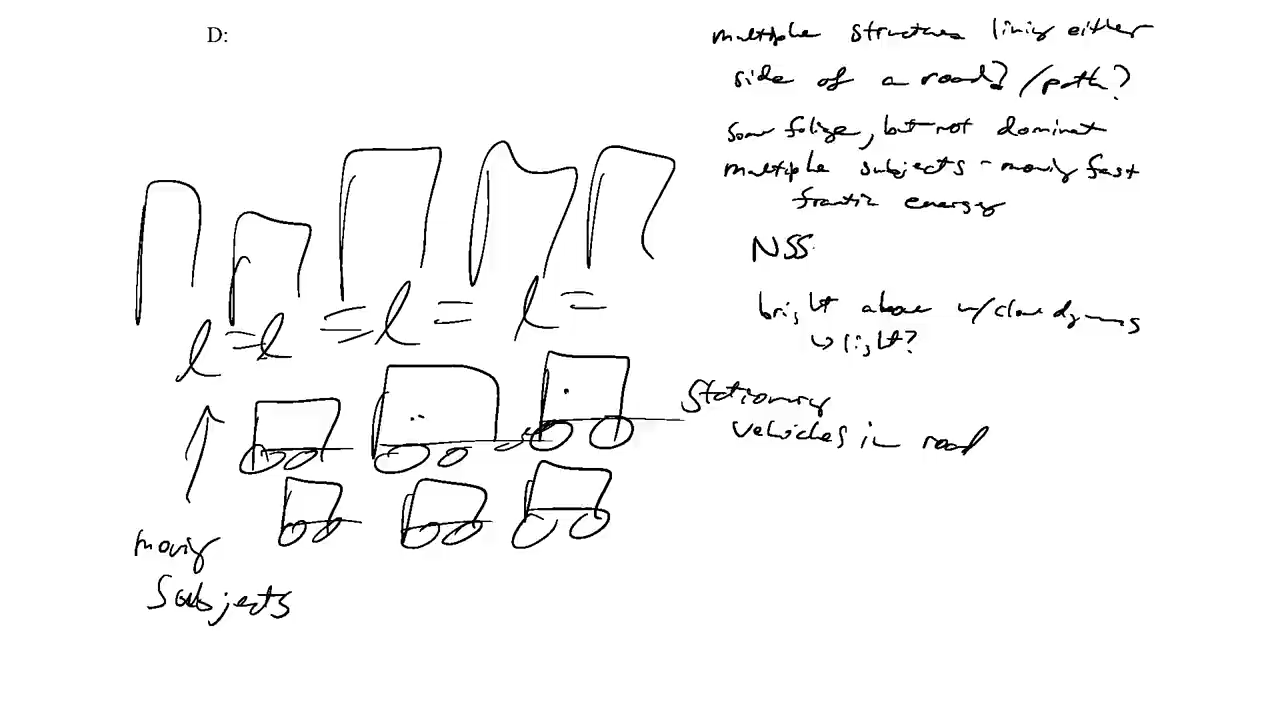 D:
multiple structures lining either
side of a road? / path?
some foliage, but not dominant
multiple subjects - moving fast
frantic energy
NSS
bright above w/ cloud dynamics
↳ light?
Stationary
vehicles in road
moving
Subjects